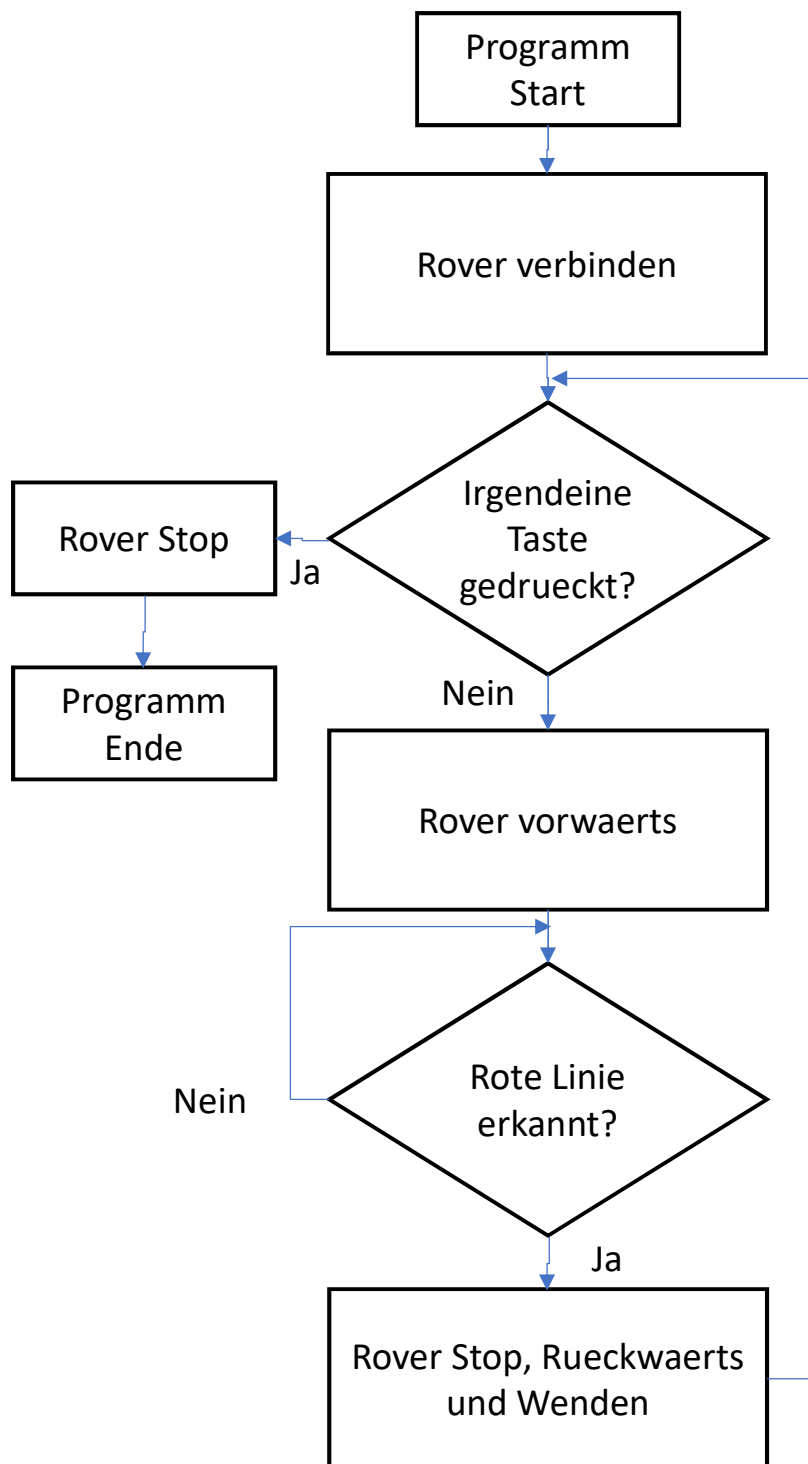 Programm
Start
Rover verbinden
Irgendeine
Taste
gedrueckt?
Ja
Rover Stop
Programm
Ende
Nein
Rover vorwaerts
Rote Linie
erkannt?
Nein
Ja
Rover Stop, Rueckwaerts
und Wenden